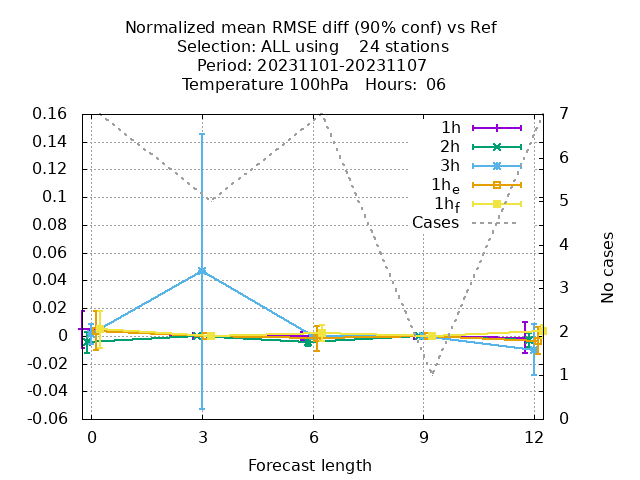 Normalized mean RMSE diff (90% conf) vs Ref
Selection: ALL using 24 stations
Period: 20231101-20231107
Temperature 100hPa Hours: 06
0.16
0.14
0.12
0.1
0.08
0.06
0.04
0.02
0
-0.02
-0.04
-0.06
1h
2h
3h
1he
1hf
Cases
7
6
5
4
3
2
1
0
No cases
0 3 6 9 12
Forecast length